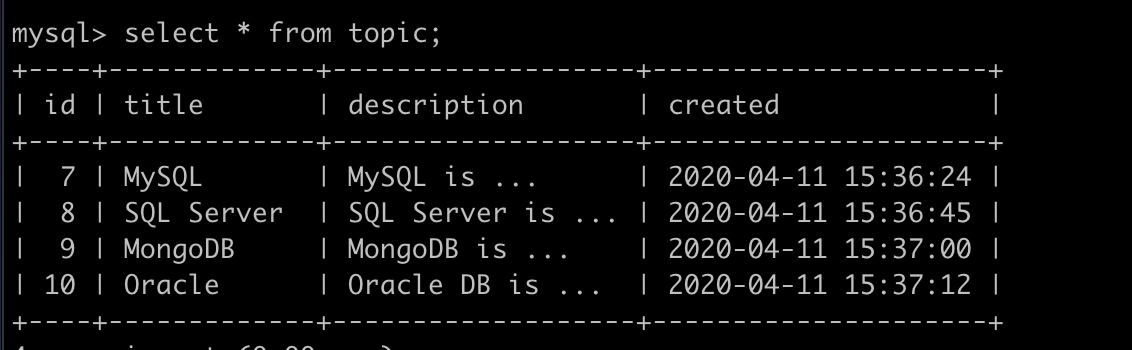 mysql> select * from topic;
+----+-------------+-------------------+---------------------+
| id | title       | description       | created             |
+----+-------------+-------------------+---------------------+
|  7 | MySQL       | MySQL is ...      | 2020-04-11 15:36:24 |
|  8 | SQL Server  | SQL Server is ... | 2020-04-11 15:36:45 |
|  9 | MongoDB     | MongoDB is ...    | 2020-04-11 15:37:00 |
| 10 | Oracle      | Oracle DB is ...  | 2020-04-11 15:37:12 |
+----+-------------+-------------------+---------------------+